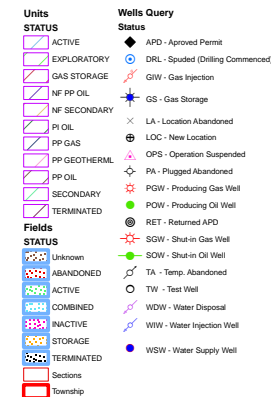 Units
STATUS
ACTIVE
EXPLORATORY
GAS STORAGE
NF PP OIL
NF SECONDARY
PI OIL
PP GAS
PP GEOTHERML
PP OIL
SECONDARY
TERMINATED
Fields
STATUS
Unknown
ABANDONED
ACTIVE
COMBINED
INACTIVE
STORAGE
TERMINATED
Sections
Township
Wells Query
Status
APD - Aproved Permit
DRL - Spuded (Drilling Commenced)
GIW - Gas Injection
GS - Gas Storage
LA - Location Abandoned
LOC - New Location
OPS - Operation Suspended
PA - Plugged Abandoned
PGW - Producing Gas Well
POW - Producing Oil Well
RET - Returned APD
SGW - Shut-in Gas Well
SOW - Shut-in Oil Well
TA - Temp. Abandoned
TW - Test Well
WDW - Water Disposal
WIW - Water Injection Well
WSW - Water Supply Well